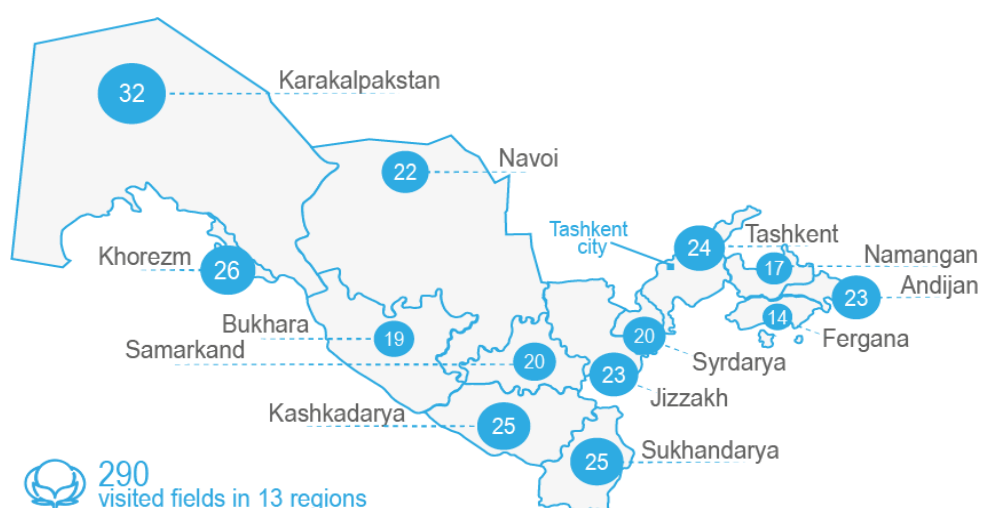 32
Karakalpakstan
22
Navoi
Tashkent
city
24
Tashkent
17
Namangan
Khorezm
26
23
Andijan
14
Fergana
Bukhara
19
20
Syrdarya
Samarkand
20
23
Jizzakh
Kashkadarya
25
25
Sukhandarya
290
visited fields in 13 regions